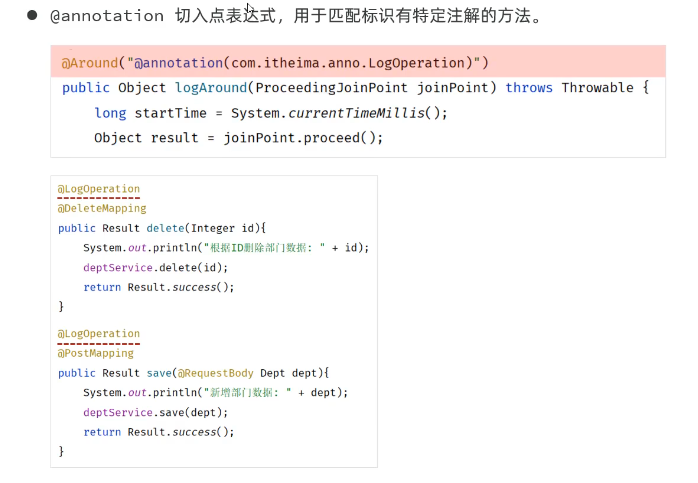 ● @annotation 切入点表达式，用于匹配标识有特定注解的方法。
@Around("@annotation(com.itheima.anno.LogOperation)")
public Object logAround(ProceedingJoinPoint joinPoint) throws Throwable {
    long startTime = System.currentTimeMillis();
    Object result = joinPoint.proceed();
@LogOperation
@DeleteMapping
public Result delete(Integer id){
    System.out.println("根据ID删除部门数据: " + id);
    deptService.delete(id);
    return Result.success();
}
@LogOperation
@PostMapping
public Result save(@RequestBody Dept dept){
    System.out.println("新增部门数据: " + dept);
    deptService.save(dept);
    return Result.success();
}